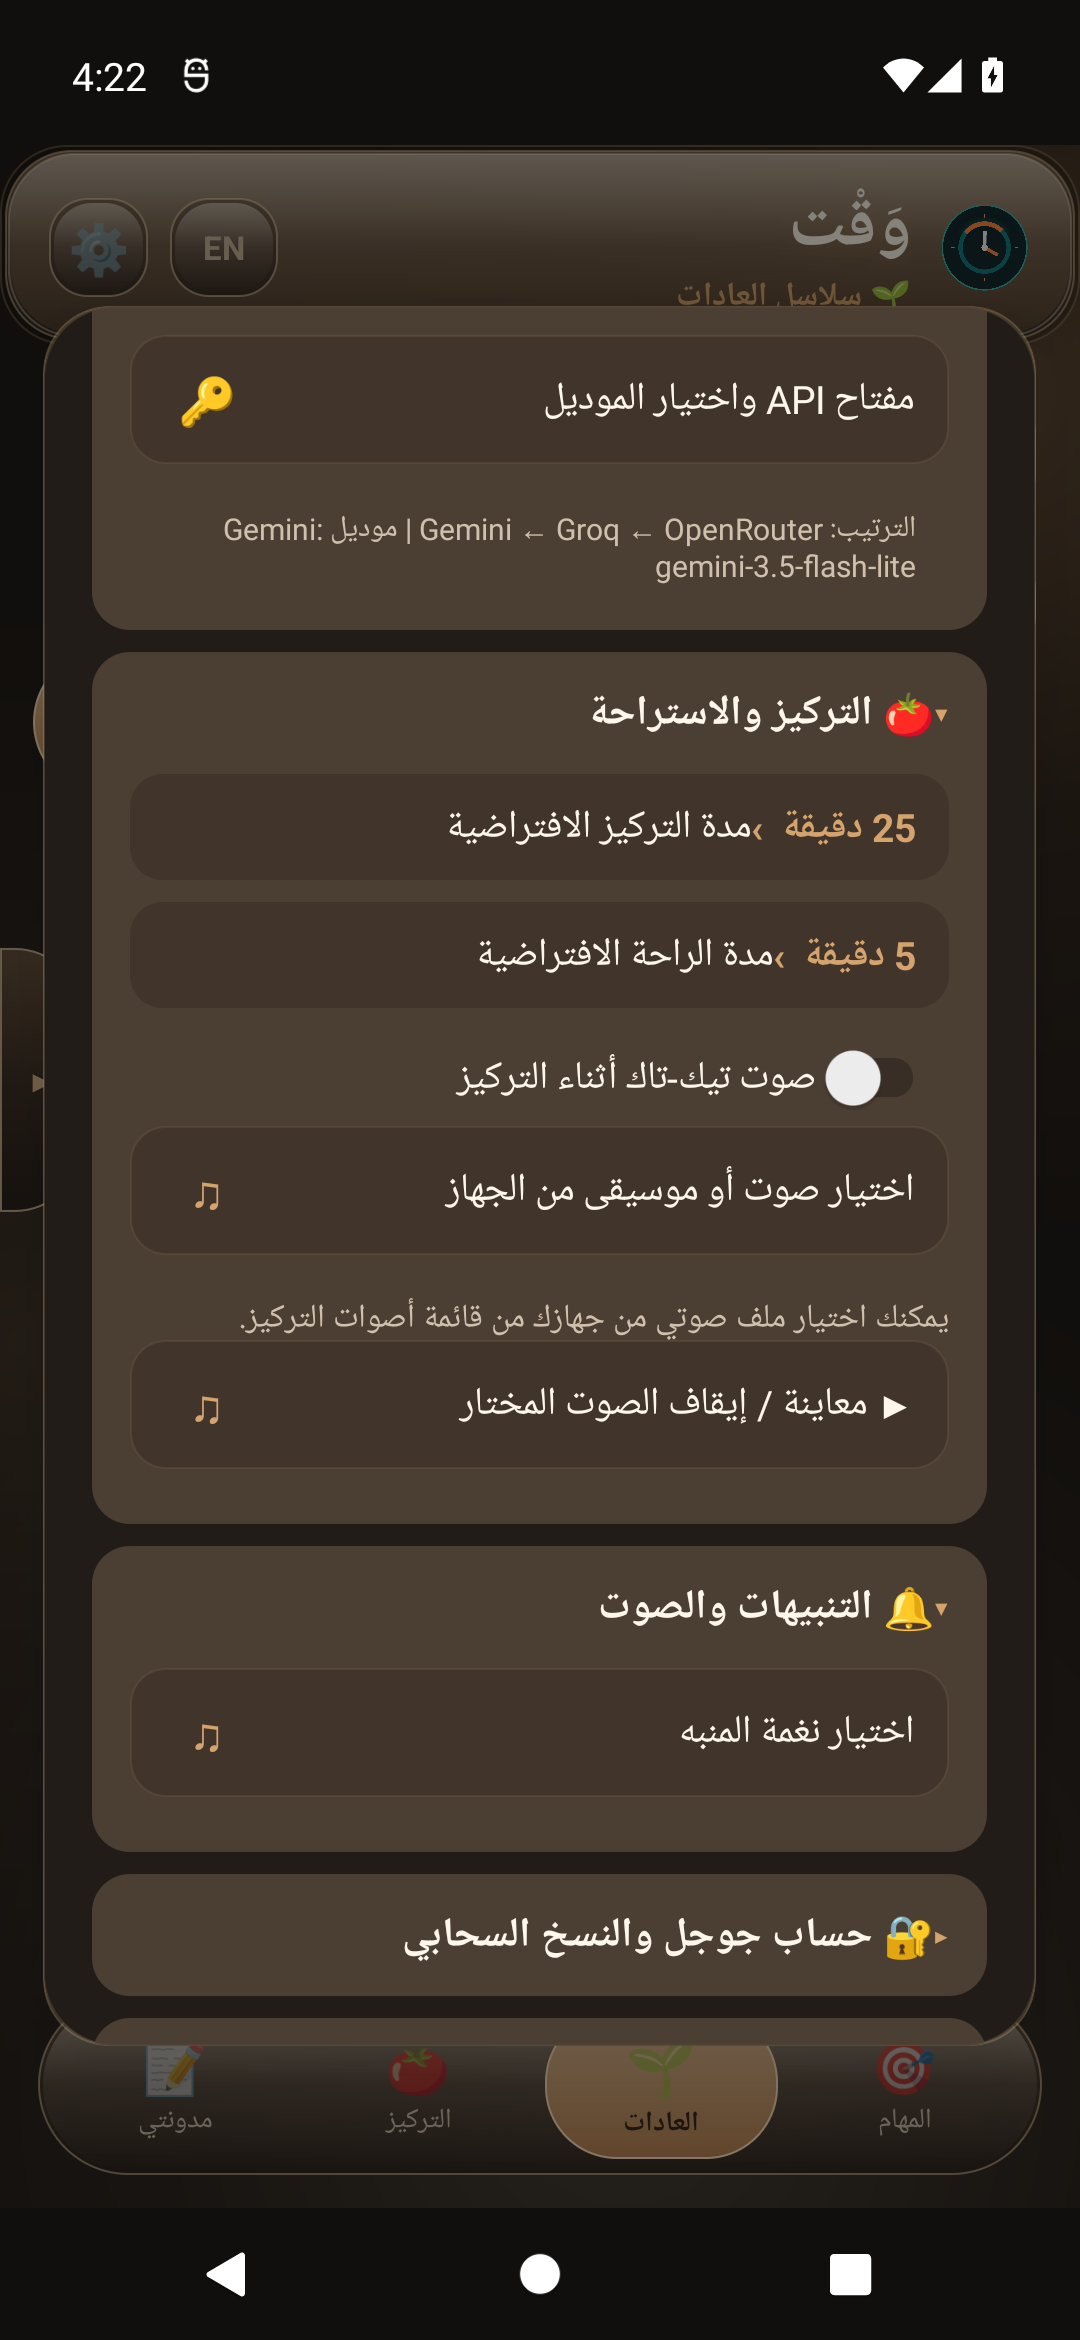 4:22
وَقْت
EN
🌱 سلاسل العادات
مفتاح API واختيار الموديل
الترتيب: Gemini ← Groq ← OpenRouter | موديل Gemini:
gemini-3.5-flash-lite
التركيز والاستراحة
25 دقيقة ‹ مدة التركيز الافتراضية
5 دقيقة ‹ مدة الراحة الافتراضية
صوت تيك-تاك أثناء التركيز
اختيار صوت أو موسيقى من الجهاز
يمكنك اختيار ملف صوتي من جهازك من قائمة أصوات التركيز.
▶ معاينة / إيقاف الصوت المختار
التنبيهات والصوت
اختيار نغمة المنبه
حساب جوجل والنسخ السحابي
المهام
العادات
التركيز
مدونتي